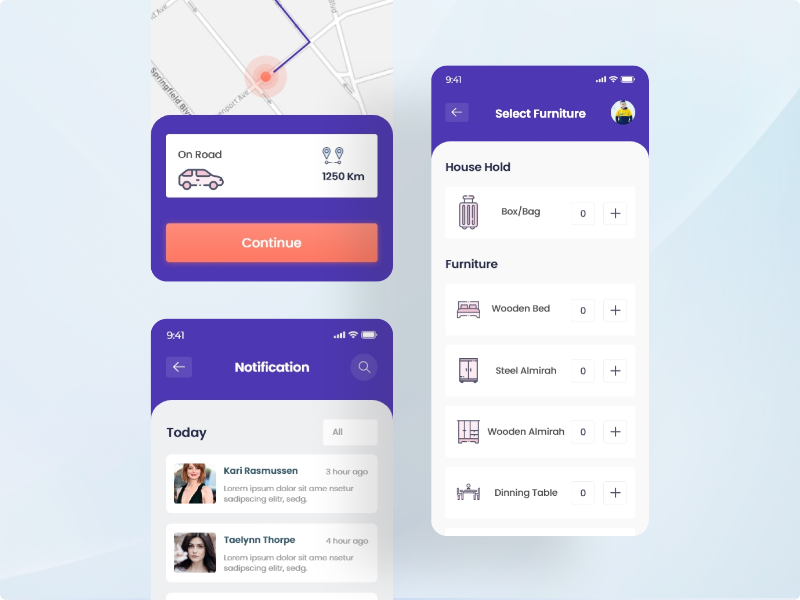 Springfield Blv
enport Ave
On Road
1250 Km
Continue
9:41
Notification
Today
All
Kari Rasmussen
3 hour ago
Lorem ipsum dolor sit ame nsetur
sadipscing elitr, sedg.
Taelynn Thorpe
4 hour ago
Lorem ipsum dolor sit ame nsetur
sadipscing elitr, sedg.
9:41
Select Furniture
House Hold
Box/Bag
0
+
Furniture
Wooden Bed
0
+
Steel Almirah
0
+
Wooden Almirah
0
+
Dinning Table
0
+